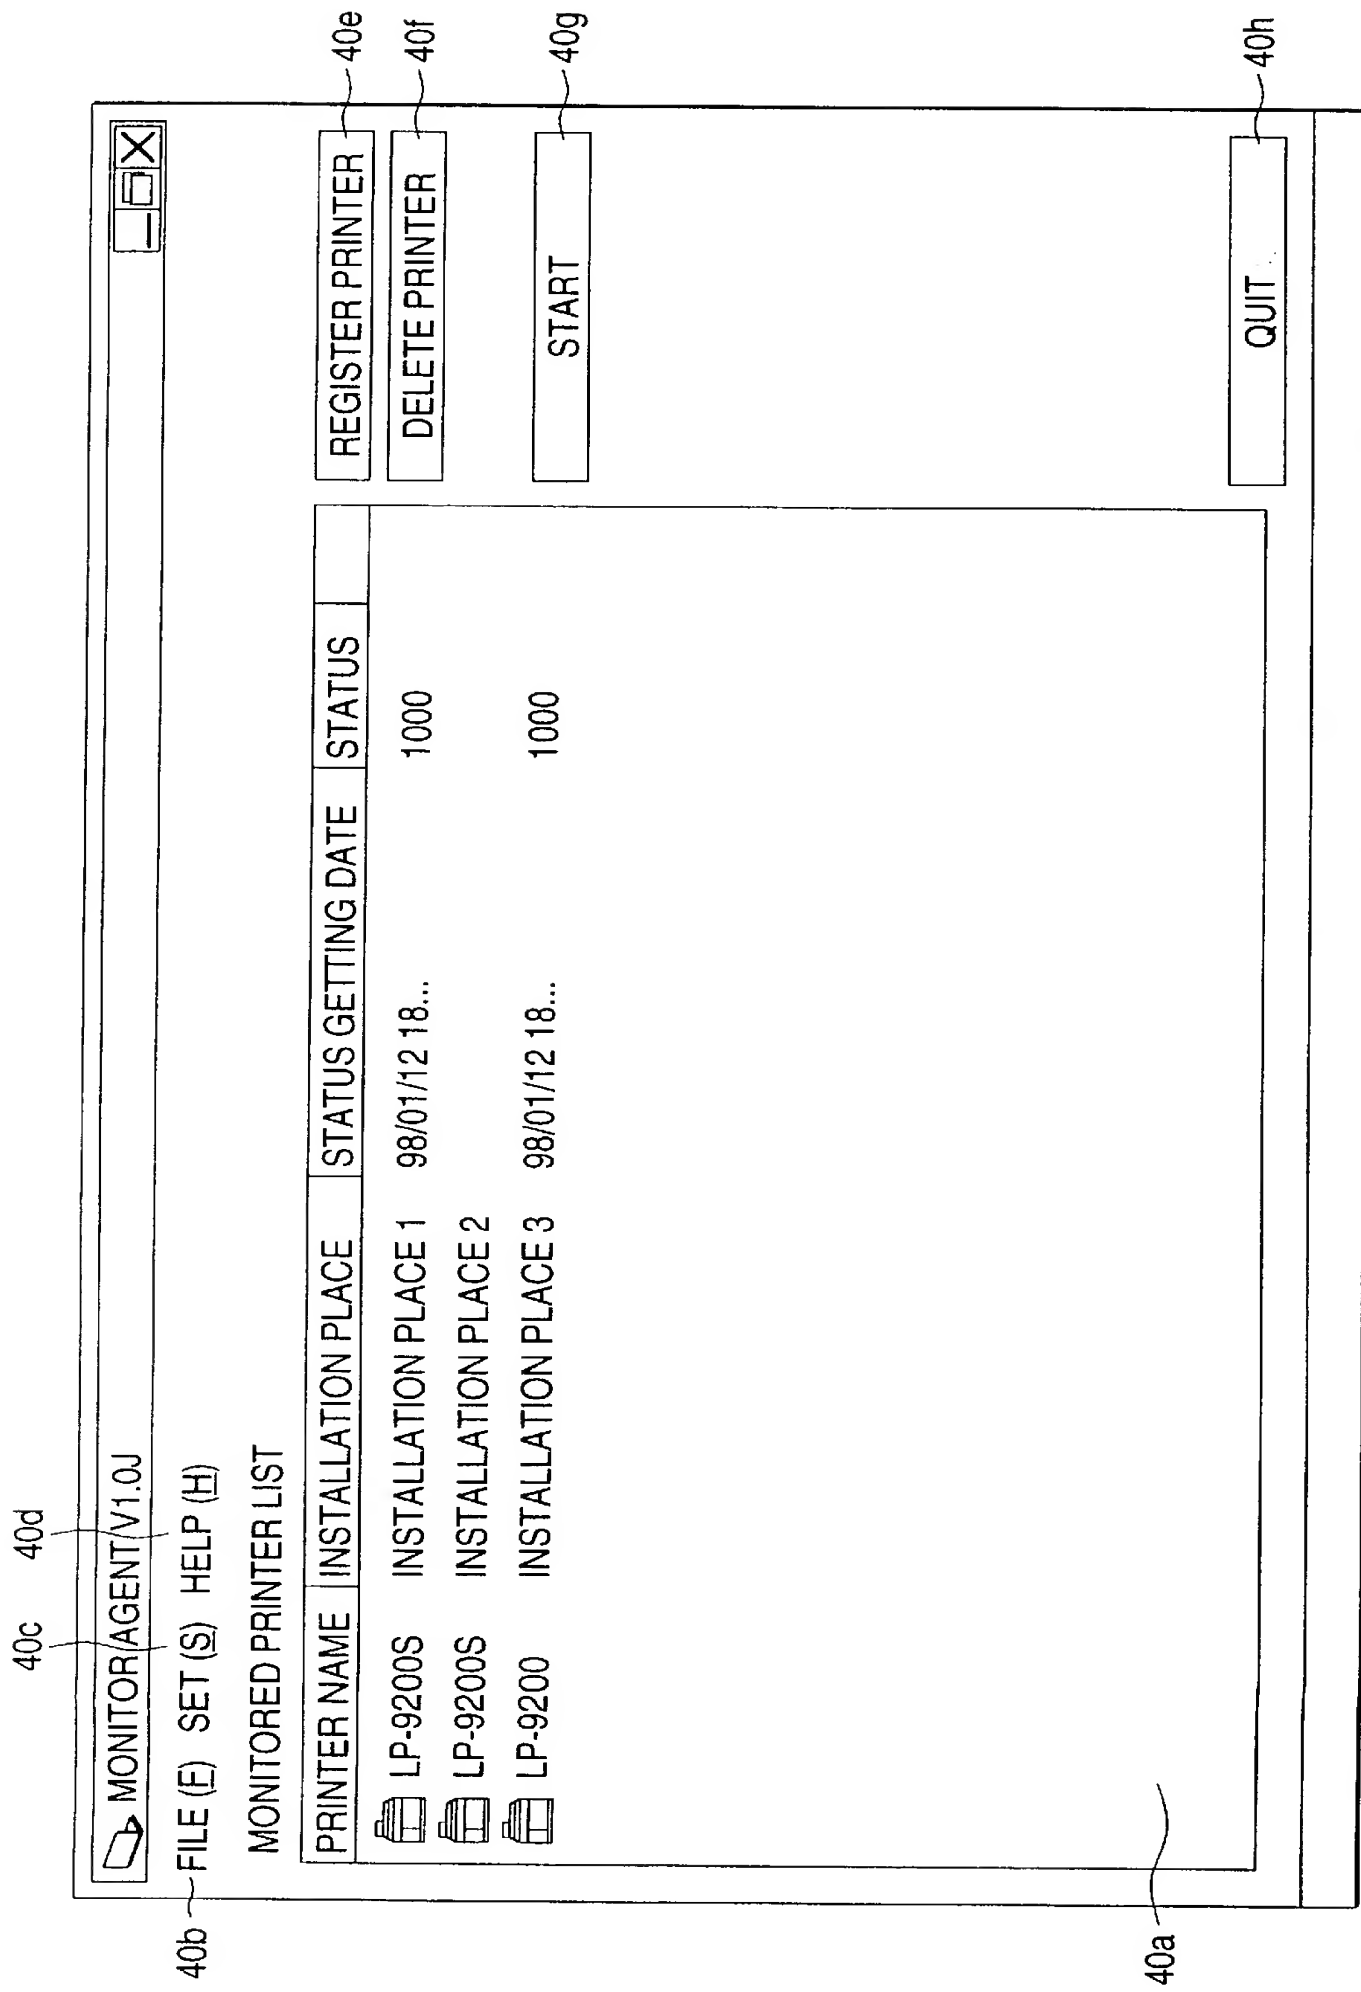 40c 40d
MONITOR/AGENT/V1.0J
40b FILE (F) SET (S) HELP (H)
MONITORED PRINTER LIST
PRINTER NAME INSTALLATION PLACE STATUS GETTING DATE STATUS
LP-9200S INSTALLATION PLACE 1 98/01/12 18... 1000
LP-9200S INSTALLATION PLACE 2
LP-9200 INSTALLATION PLACE 3 98/01/12 18... 1000
REGISTER PRINTER 40e
DELETE PRINTER 40f
START 40g
40a
QUIT 40h